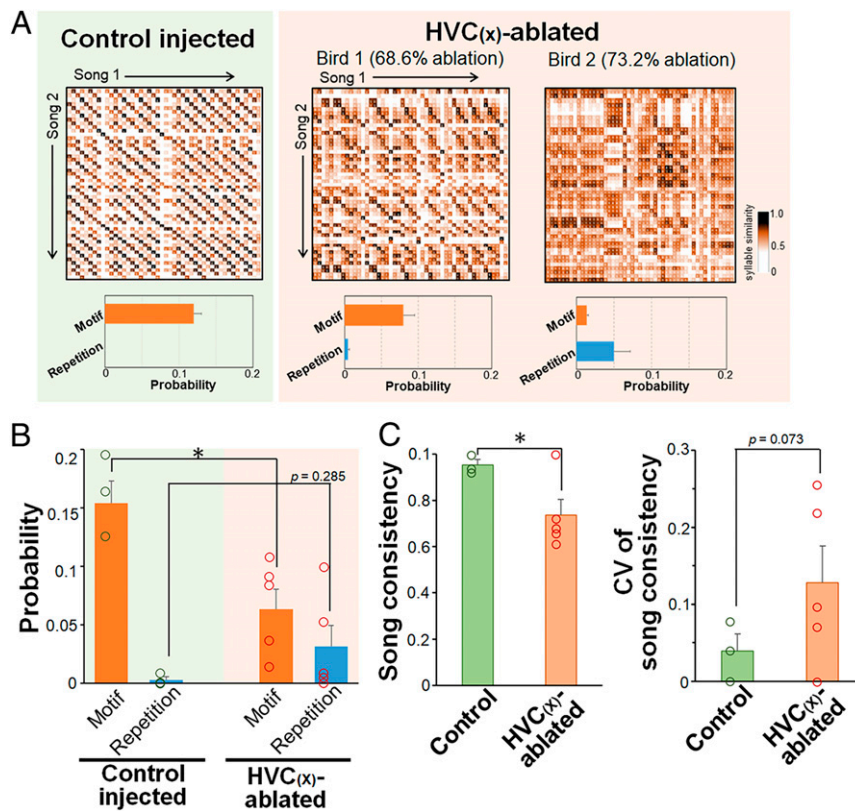 A
Control injected
HVC(X)-ablated
Bird 1 (68.6% ablation)
Bird 2 (73.2% ablation)
Song 1
Song 2
Song 1
Song 2
syllable similarity
1.0
0.5
0
Motif
Repetition
0 0.1 0.2
Probability
Motif
Repetition
0 0.1 0.2
Probability
Motif
Repetition
0 0.1 0.2
Probability
B
Probability
0.2
0.15
0.1
0.05
0
*
p = 0.285
Motif
Repetition
Motif
Repetition
Control
injected
HVC(X)-
ablated
C
Song consistency
0.1
0.8
0.6
0.4
0.2
0
*
Control
HVC(X)-
ablated
CV of
song consistency
0.3
0.2
0.1
0
p = 0.073
Control
HVC(X)-
ablated